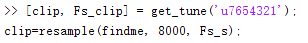 >> [clip, Fs_clip] = get_tune('u7654321');
clip=resample(findme, 8000, Fs_s);